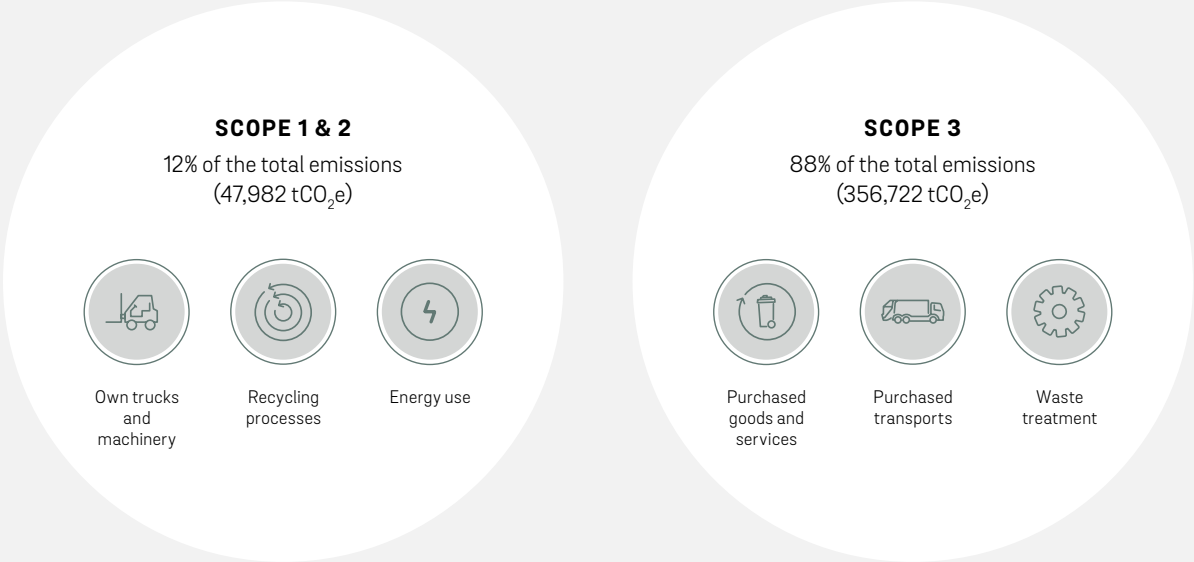 SCOPE 1 & 2
12% of the total emissions
(47,982 tCO₂e)
Own trucks
and
machinery
Recycling
processes
Energy use
SCOPE 3
88% of the total emissions
(356,722 tCO₂e)
Purchased
goods and
services
Purchased
transports
Waste
treatment